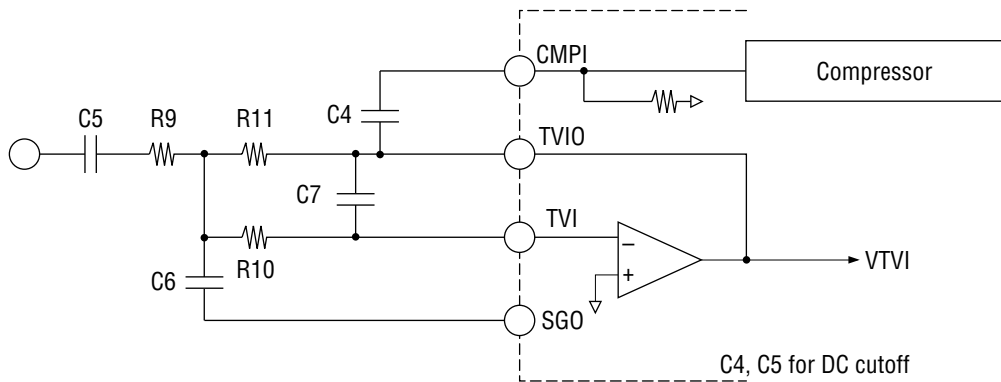 CMPI
Compressor
C5
R9
R11
C4
TVIO
C7
TVI
R10
C6
−
+
VTVI
SGO
C4, C5 for DC cutoff